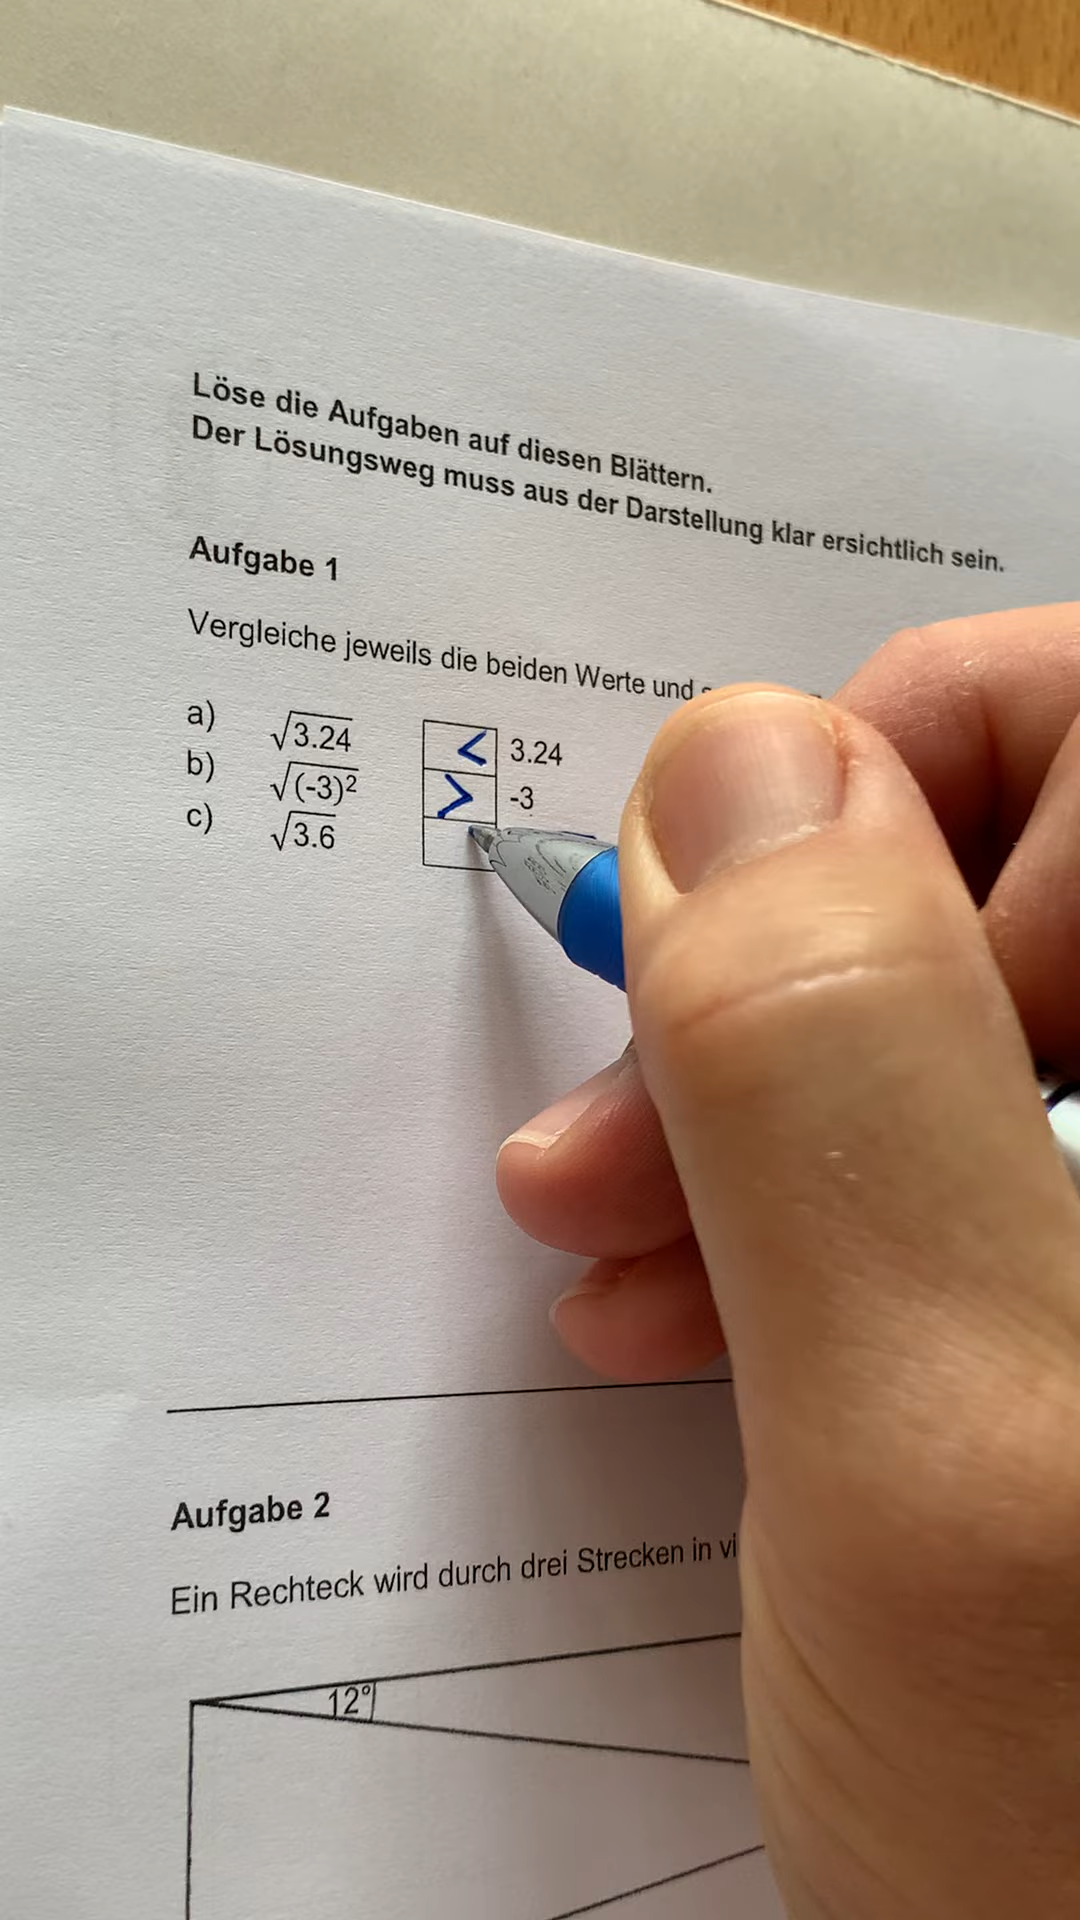 Löse die Aufgaben auf diesen Blättern.
Der Lösungsweg muss aus der Darstellung klar ersichtlich sein.
Aufgabe 1
Vergleiche jeweils die beiden Werte und
a) √3.24 < 3.24
b) √(-3)² > -3
c) √3.6
Aufgabe 2
Ein Rechteck wird durch drei Strecken in
12°